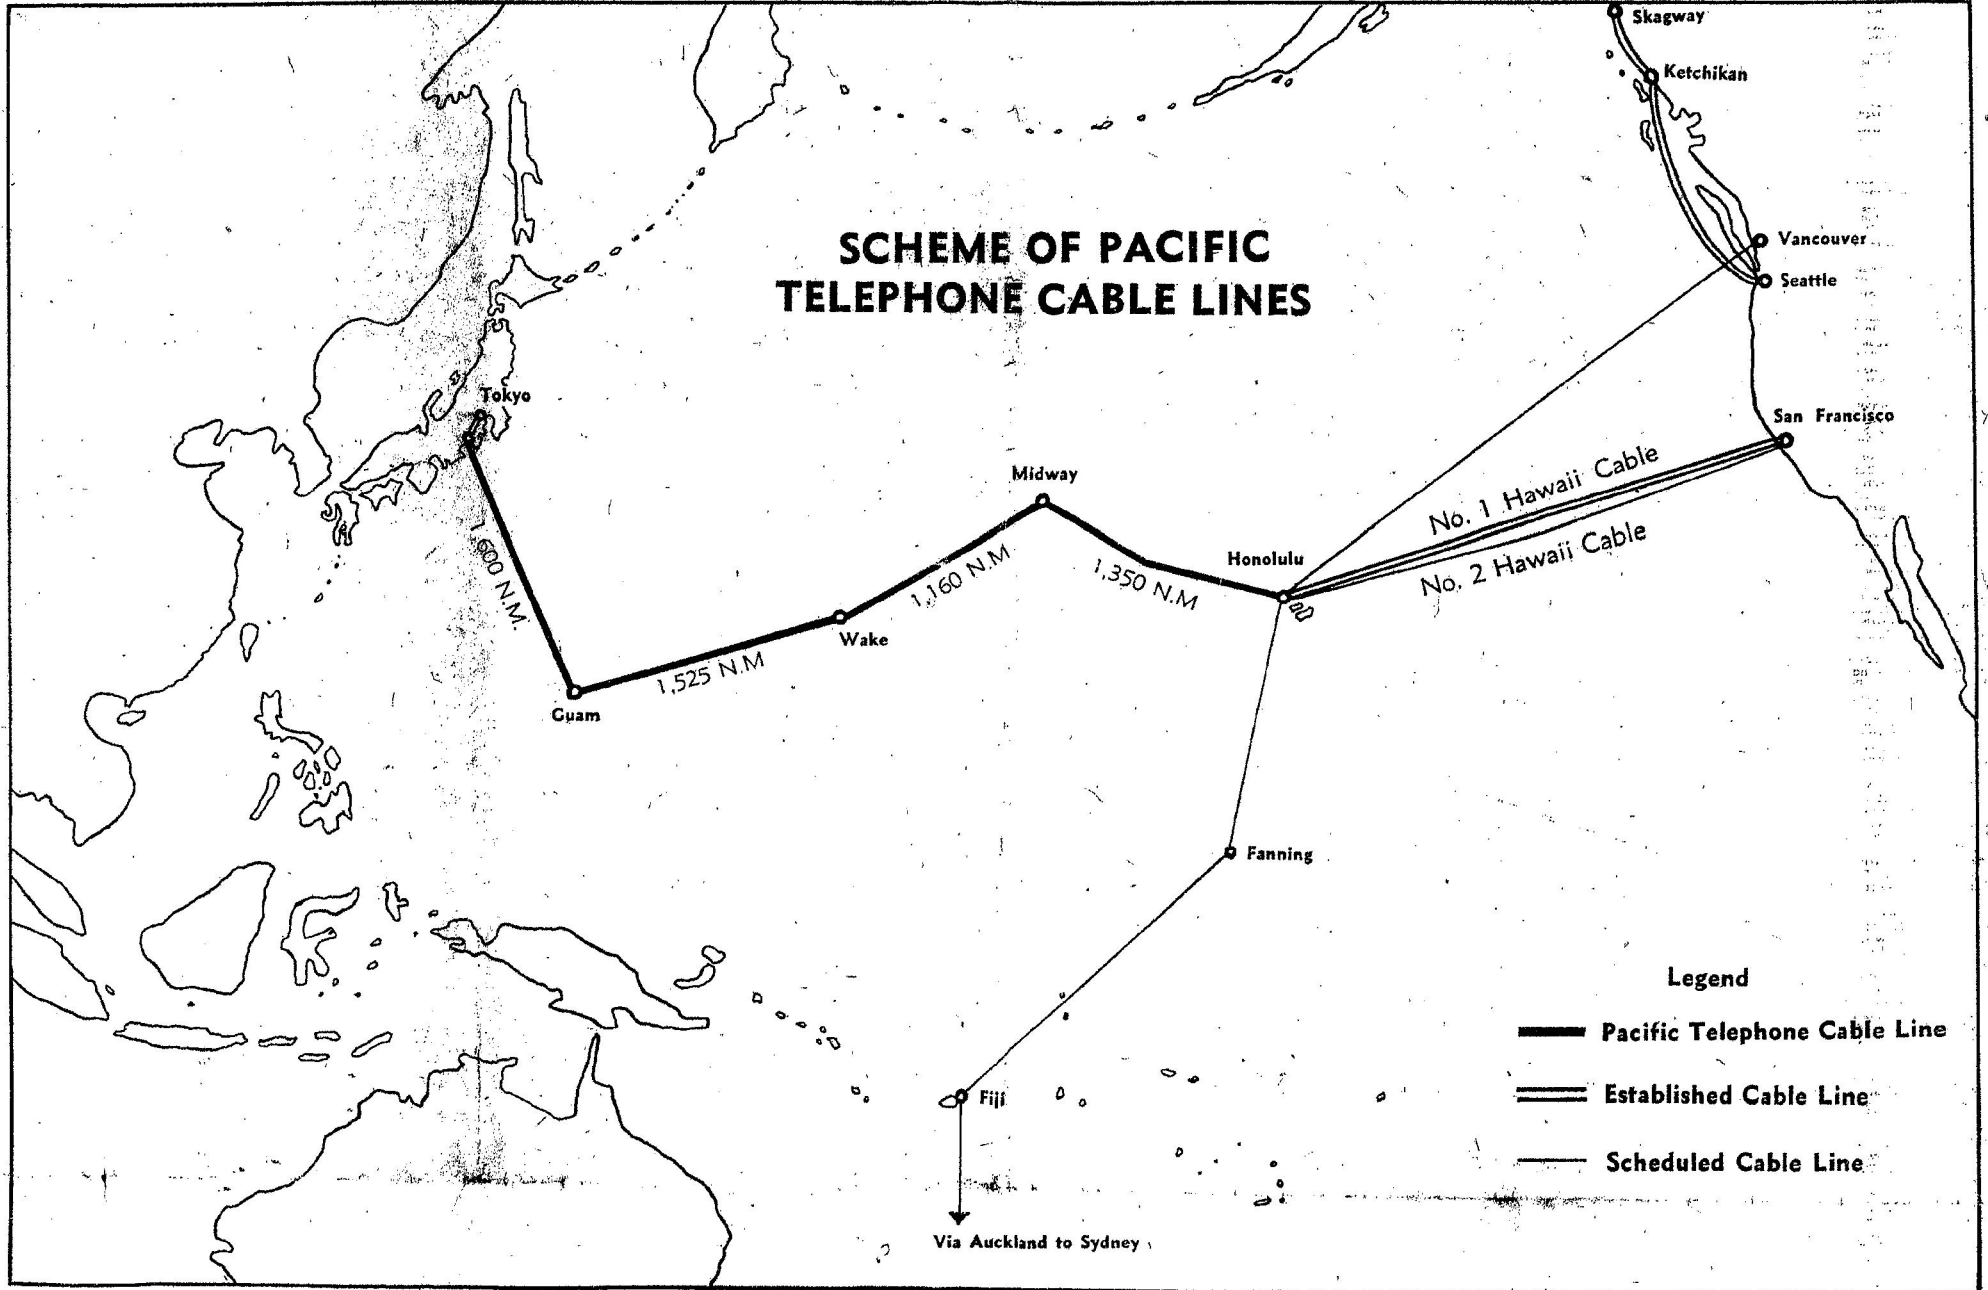 Skagway
Ketchikan
SCHEME OF PACIFIC
TELEPHONE CABLE LINES
Vancouver
Seattle
Tokyo
San Francisco
No. 1 Hawaii Cable
Midway
No. 2 Hawaii Cable
Honolulu
1,600 N.M.
1,160 N.M
1,350 N.M
Wake
1,525 N.M
Guam
Fanning
Legend
Pacific Telephone Cable Line
Established Cable Line
Scheduled Cable Line
Fiji
Via Auckland to Sydney